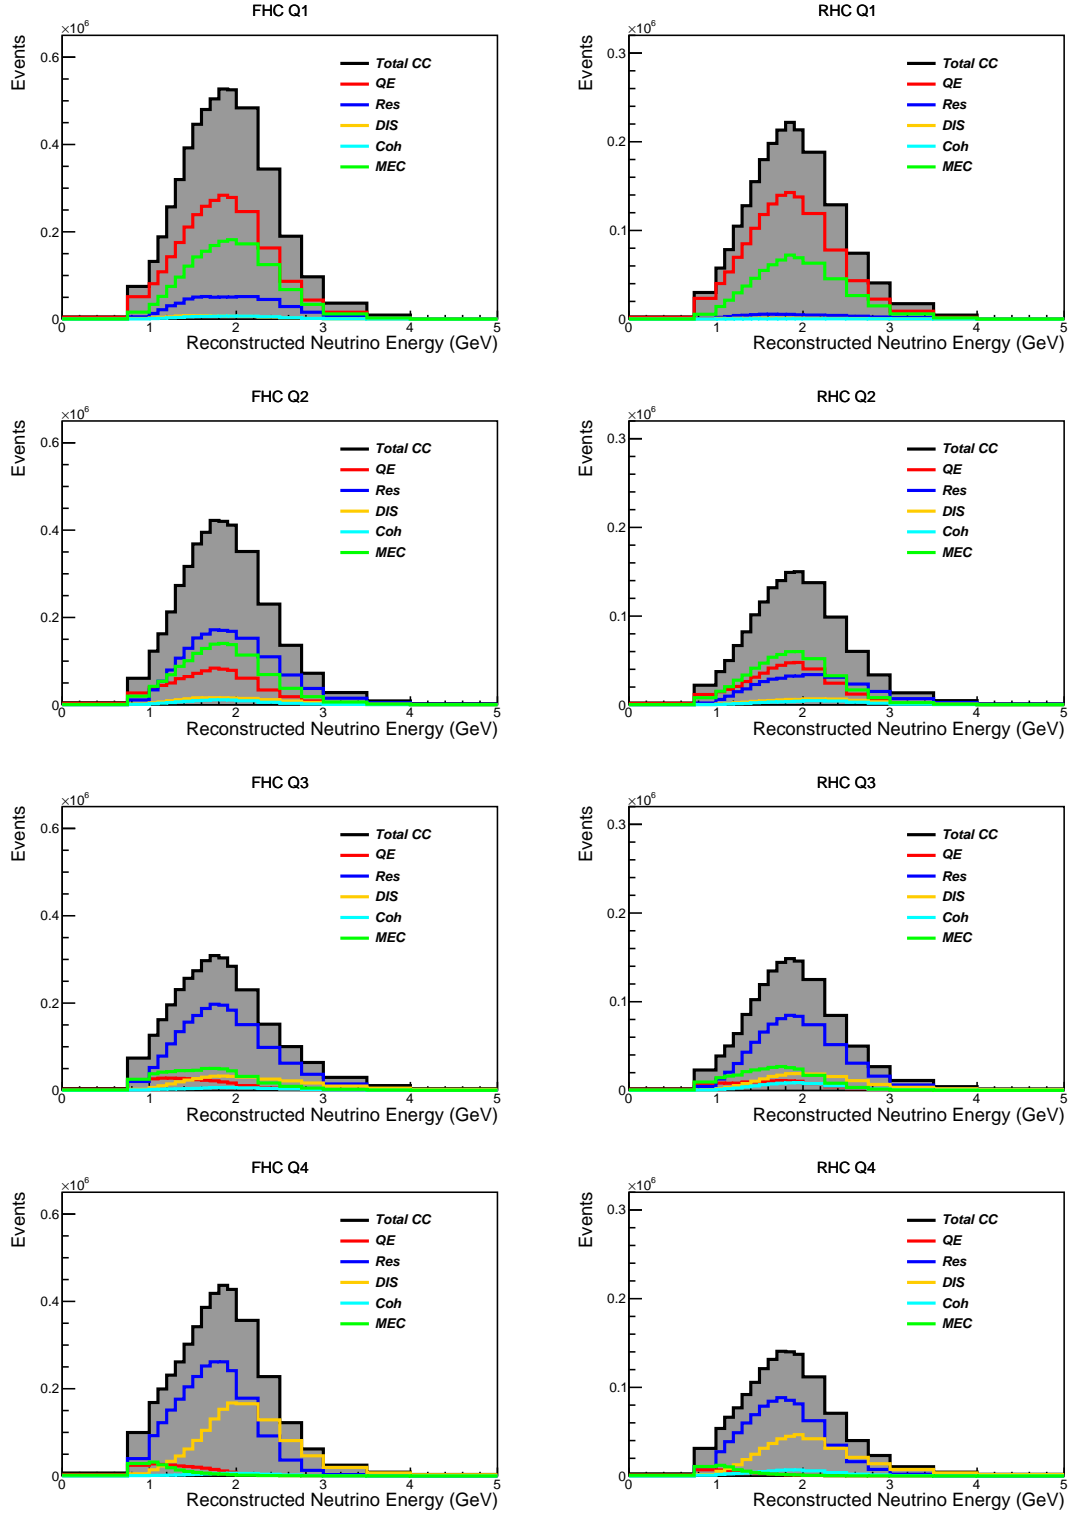 FHC Q1
×10⁶
Events
0.6
0.4
0.2
0
Total CC
QE
Res
DIS
Coh
MEC
0 1 2 3 4 5
Reconstructed Neutrino Energy (GeV)
RHC Q1
×10⁶
Events
0.3
0.2
0.1
0
Total CC
QE
Res
DIS
Coh
MEC
0 1 2 3 4 5
Reconstructed Neutrino Energy (GeV)
FHC Q2
×10⁶
Events
0.6
0.4
0.2
0
Total CC
QE
Res
DIS
Coh
MEC
0 1 2 3 4 5
Reconstructed Neutrino Energy (GeV)
RHC Q2
×10⁶
Events
0.3
0.2
0.1
0
Total CC
QE
Res
DIS
Coh
MEC
0 1 2 3 4 5
Reconstructed Neutrino Energy (GeV)
FHC Q3
×10⁶
Events
0.6
0.4
0.2
0
Total CC
QE
Res
DIS
Coh
MEC
0 1 2 3 4 5
Reconstructed Neutrino Energy (GeV)
RHC Q3
×10⁶
Events
0.3
0.2
0.1
0
Total CC
QE
Res
DIS
Coh
MEC
0 1 2 3 4 5
Reconstructed Neutrino Energy (GeV)
FHC Q4
×10⁶
Events
0.6
0.4
0.2
0
Total CC
QE
Res
DIS
Coh
MEC
0 1 2 3 4 5
Reconstructed Neutrino Energy (GeV)
RHC Q4
×10⁶
Events
0.3
0.2
0.1
0
Total CC
QE
Res
DIS
Coh
MEC
0 1 2 3 4 5
Reconstructed Neutrino Energy (GeV)